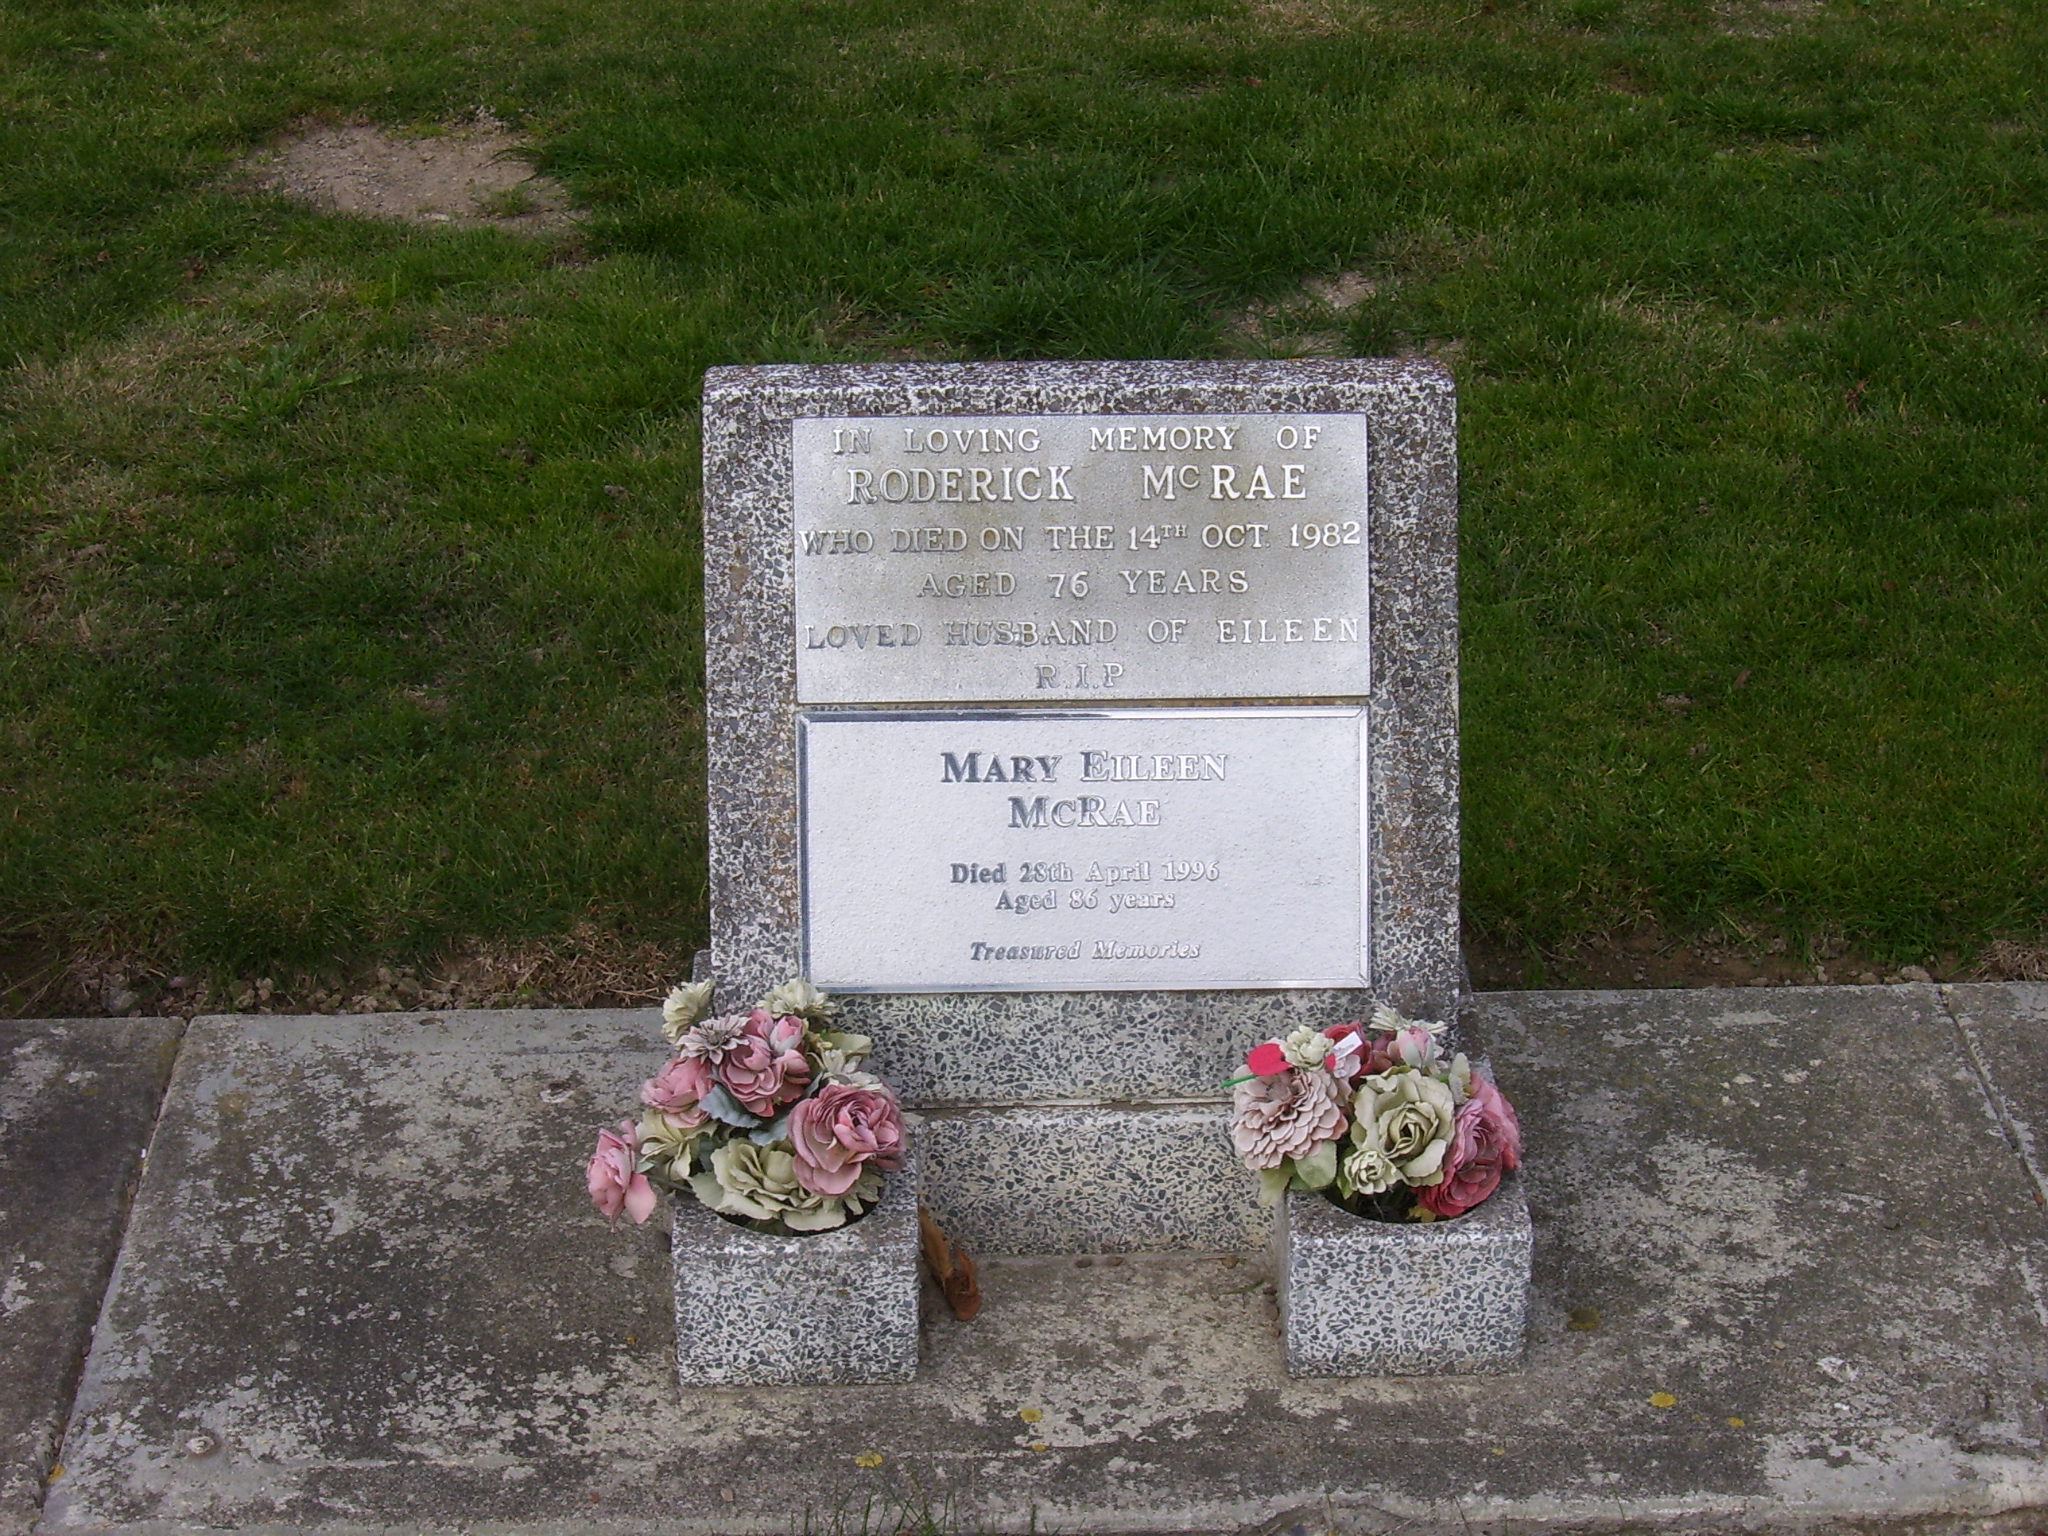 IN LOVING MEMORY OF
RODERICK McRAE
WHO DIED ON THE 14TH OCT. 1982
AGED 76 YEARS
LOVED HUSBAND OF EILEEN
R.I.P
MARY EILEEN
MCRAE
Died 28th April 1996
Aged 86 years
Treasured Memories